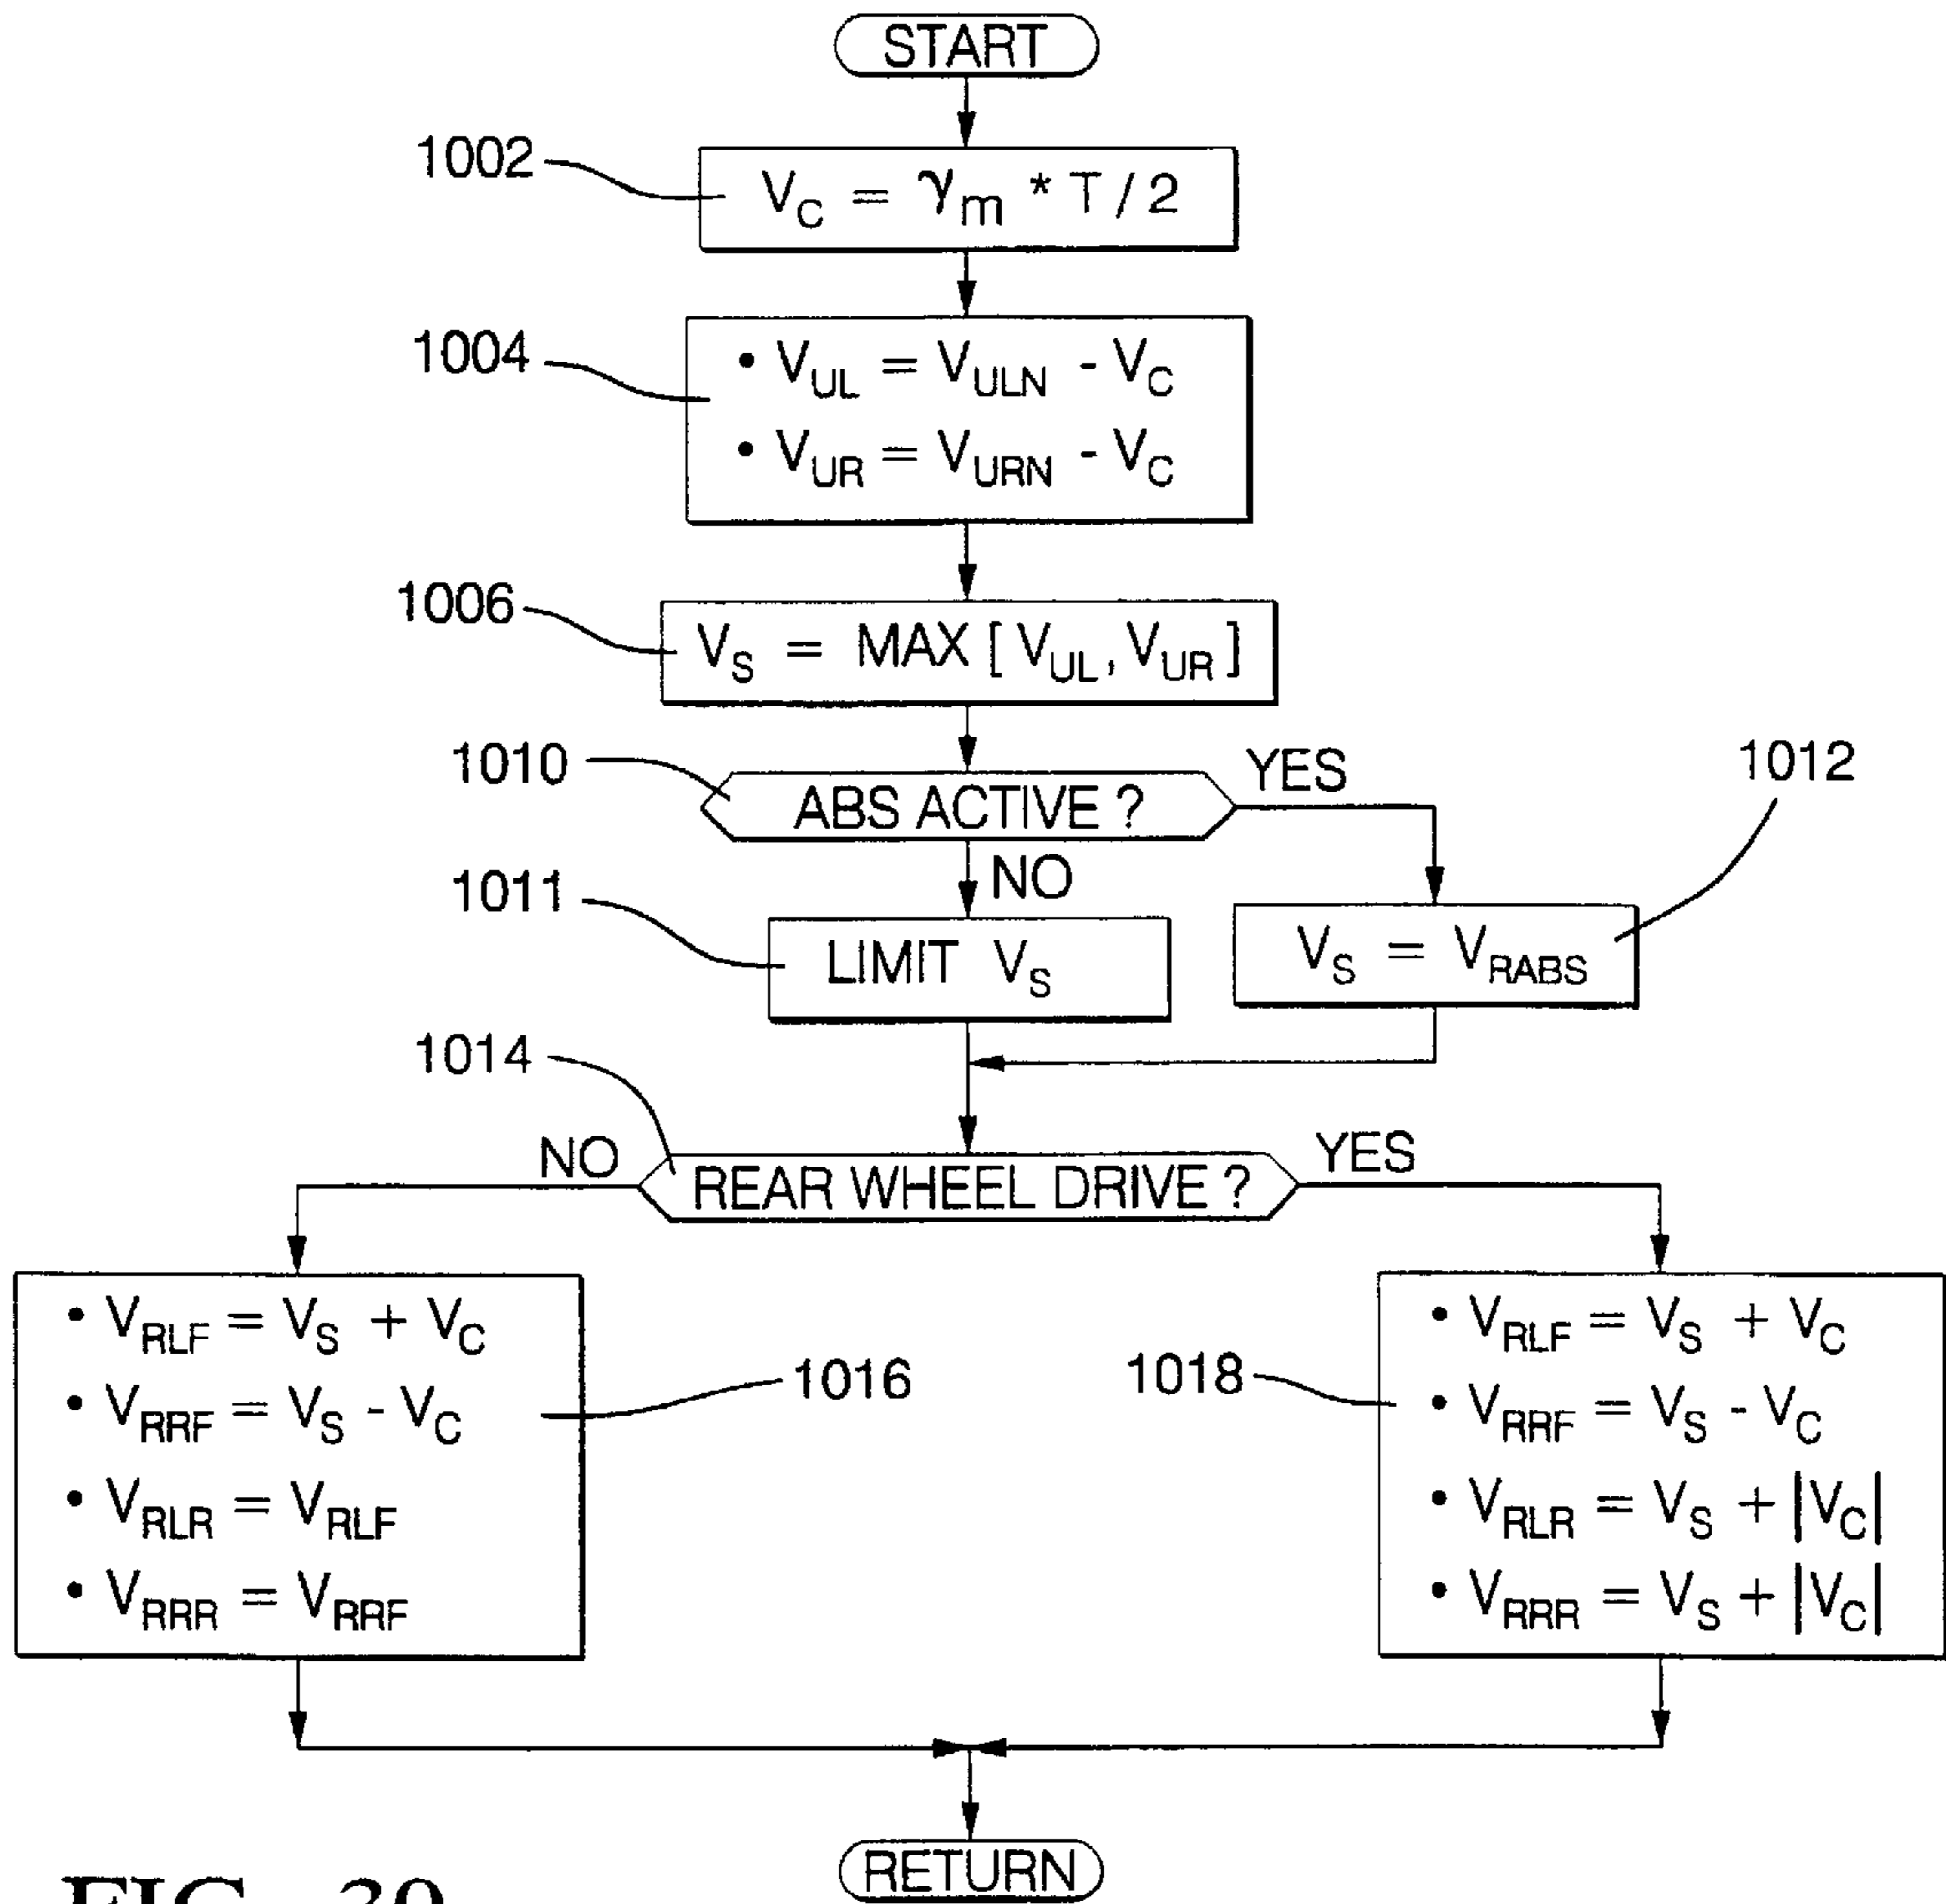 START
1002
V_C = γ_m * T / 2
1004
• V_UL = V_ULN - V_C
• V_UR = V_URN - V_C
1006
V_S = MAX [ V_UL, V_UR ]
1010
ABS ACTIVE ?
YES
1012
NO
1011
LIMIT V_S
V_S = V_RABS
1014
NO
REAR WHEEL DRIVE ?
YES
• V_RLF = V_S + V_C
• V_RRF = V_S - V_C
• V_RLR = V_RLF
• V_RRR = V_RRF
1016
1018
• V_RLF = V_S + V_C
• V_RRF = V_S - V_C
• V_RLR = V_S + |V_C|
• V_RRR = V_S + |V_C|
RETURN
FIG. 30